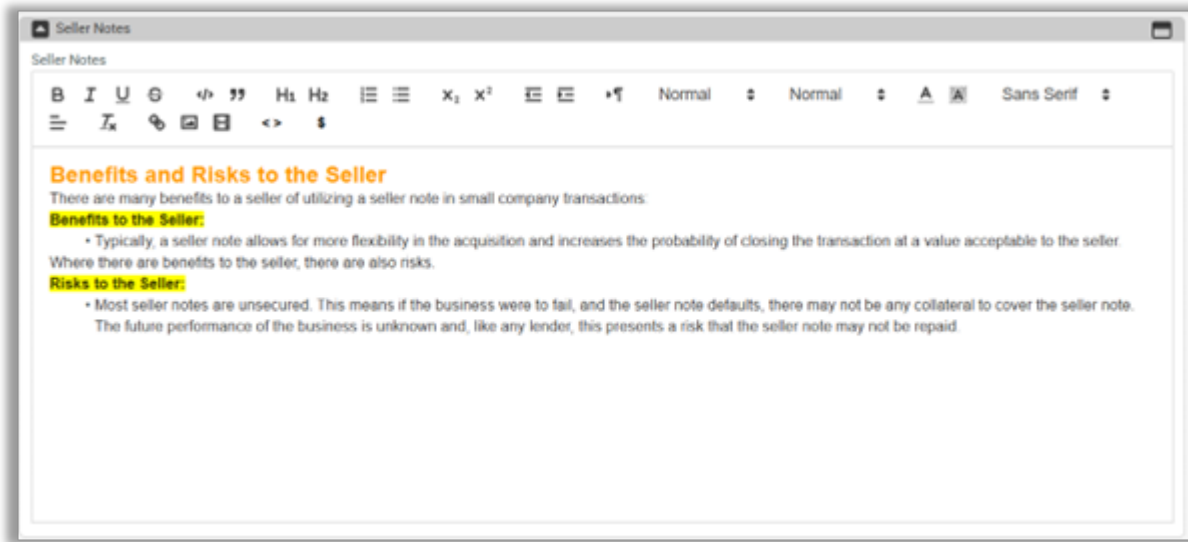 Seller Notes
Seller Notes
B I U S </> ” H1 H2 X₂ X² ¶ Normal Normal A A Sans Serif
Tx <> $
Benefits and Risks to the Seller
There are many benefits to a seller of utilizing a seller note in small company transactions:
Benefits to the Seller:
• Typically, a seller note allows for more flexibility in the acquisition and increases the probability of closing the transaction at a value acceptable to the seller.
Where there are benefits to the seller, there are also risks.
Risks to the Seller:
• Most seller notes are unsecured. This means if the business were to fail, and the seller note defaults, there may not be any collateral to cover the seller note.
The future performance of the business is unknown and, like any lender, this presents a risk that the seller note may not be repaid.